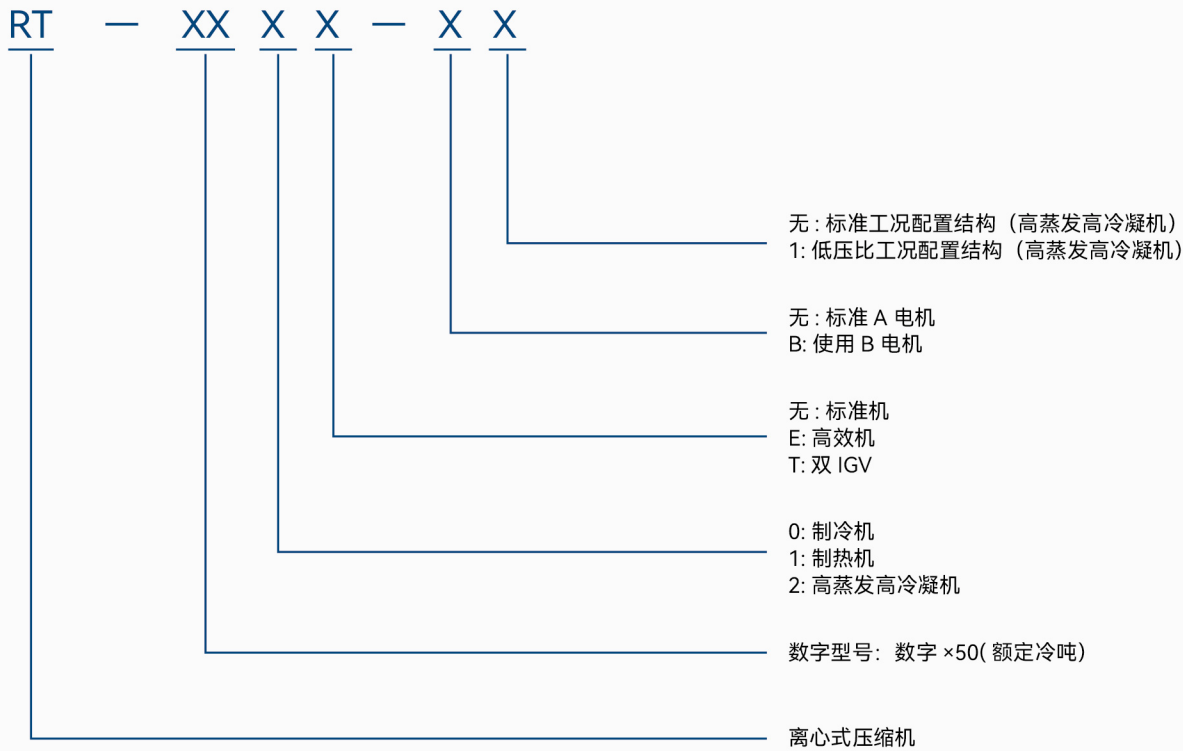 RT — XX X X — X X
无 : 标准工况配置结构（高蒸发高冷凝机）
1: 低压比工况配置结构（高蒸发高冷凝机）
无 : 标准 A 电机
B: 使用 B 电机
无 : 标准机
E: 高效机
T: 双 IGV
0: 制冷机
1: 制热机
2: 高蒸发高冷凝机
数字型号：数字 ×50( 额定冷吨)
离心式压缩机